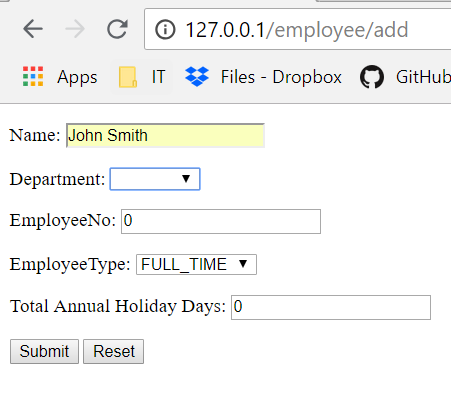 127.0.0.1/employee/add
Apps IT Files - Dropbox GitHub
Name: John Smith
Department:
EmployeeNo: 0
EmployeeType: FULL_TIME
Total Annual Holiday Days: 0
Submit Reset